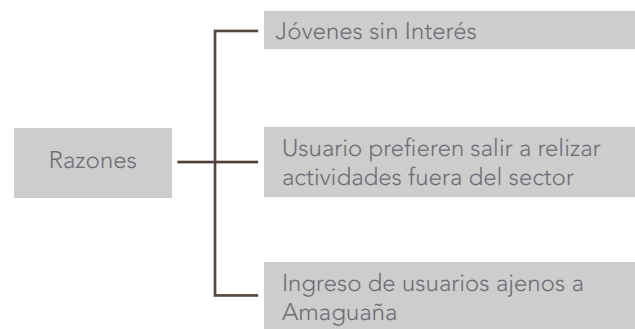 Jóvenes sin Interés
Razones
Usuario prefieren salir a relizar
actividades fuera del sector
Ingreso de usuarios ajenos a
Amaguaña